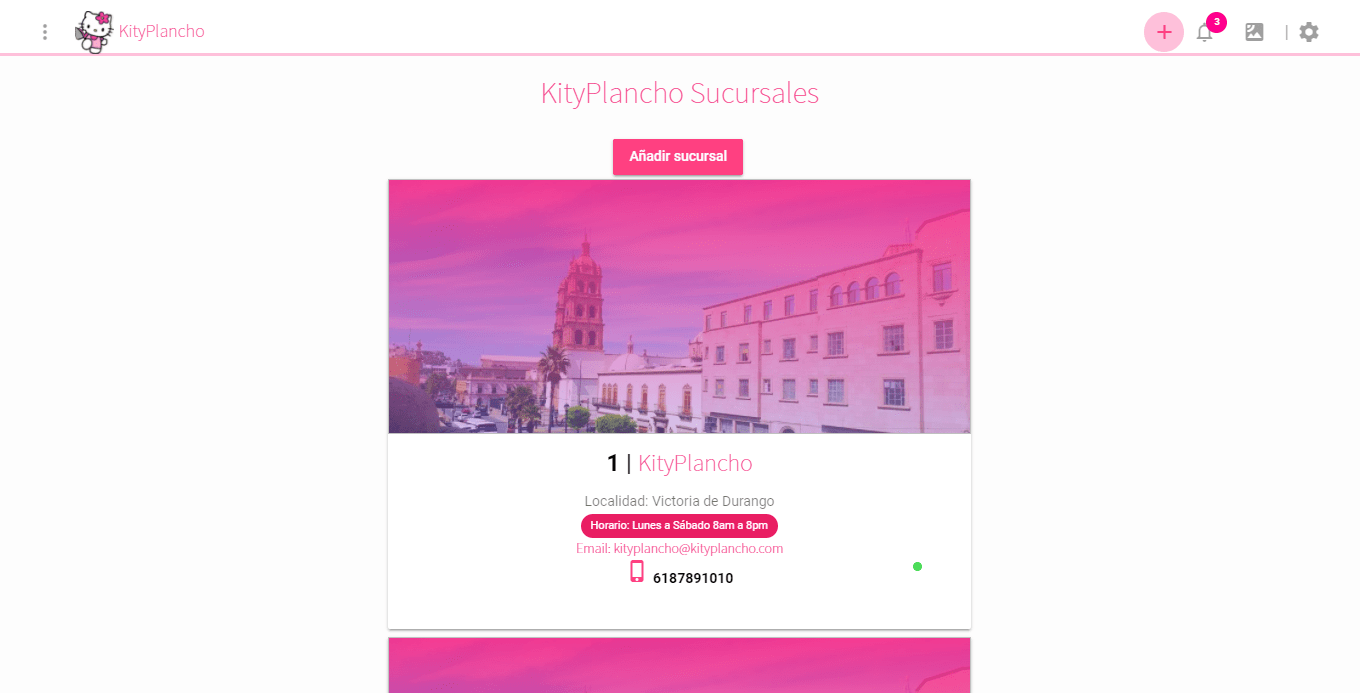 KityPlancho
3
KityPlancho Sucursales
Añadir sucursal
1 | KityPlancho
Localidad: Victoria de Durango
Horario: Lunes a Sábado 8am a 8pm
Email: kityplancho@kityplancho.com
6187891010